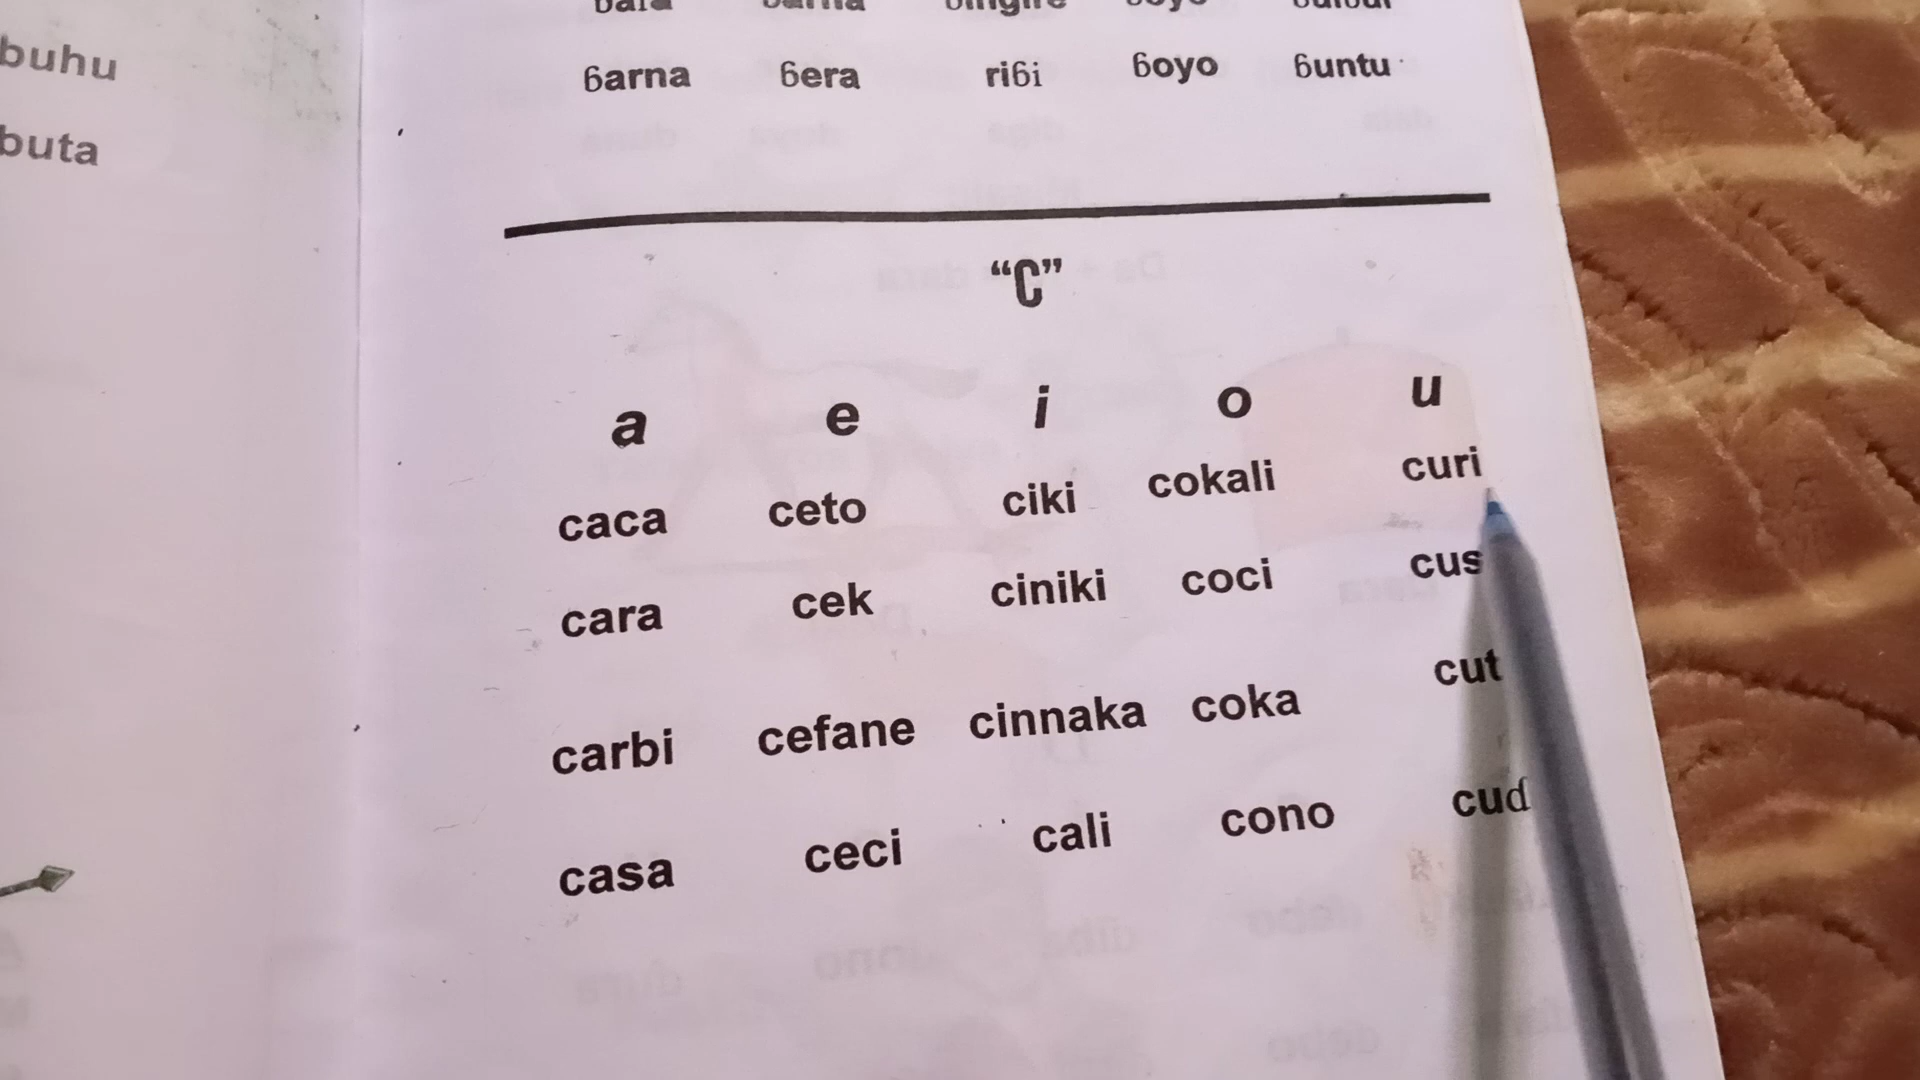 buhu
buta
ɓarna ɓera riɓi ɓoyo ɓuntu
“C”
a e i o u
caca ceto ciki cokali curi
cara cek ciniki coci
carbi cefane cinnaka coka
casa ceci cali cono